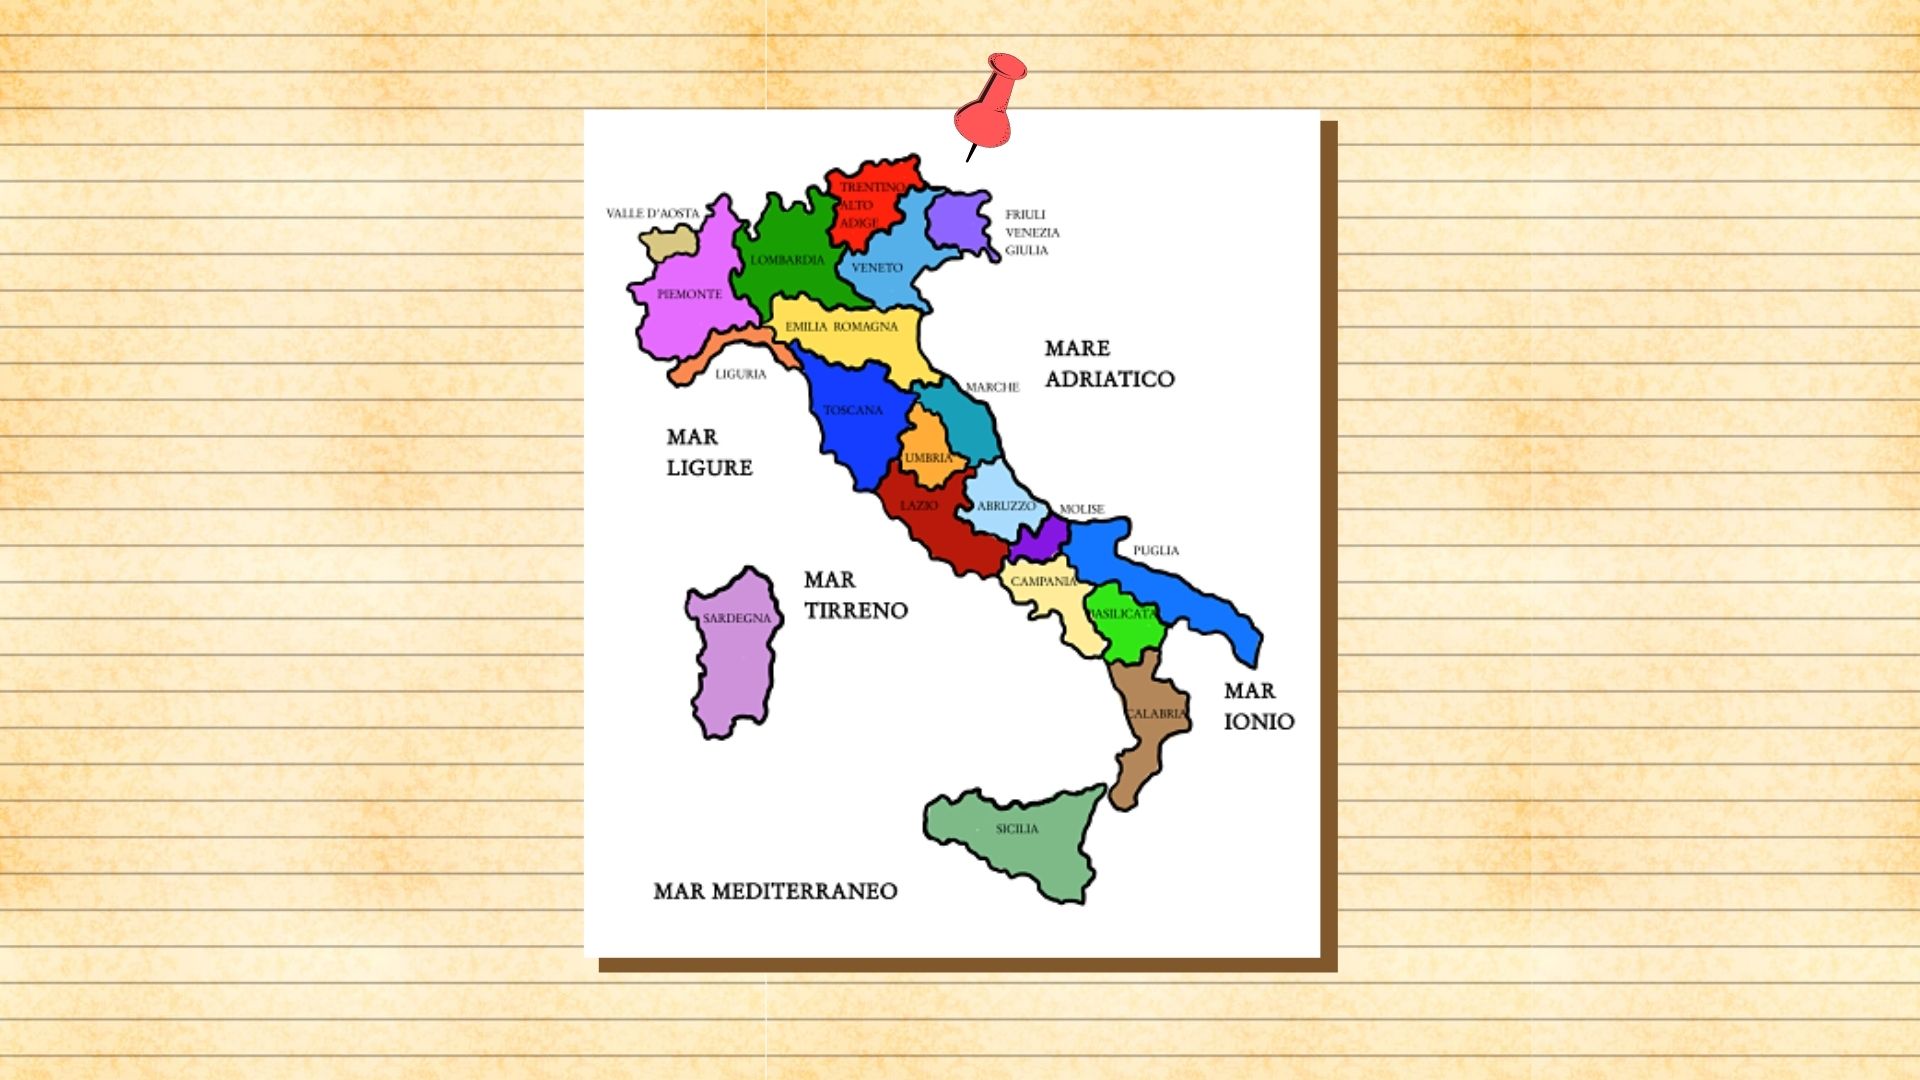 TRENTINO
ALTO
ADIGE
VALLE D'AOSTA
FRIULI
VENEZIA
GIULIA
LOMBARDIA
VENETO
PIEMONTE
EMILIA ROMAGNA
LIGURIA
MARE
ADRIATICO
MARCHE
TOSCANA
MAR
LIGURE
UMBRIA
LAZIO
ABRUZZO
MOLISE
PUGLIA
MAR
TIRRENO
CAMPANIA
BASILICATA
SARDEGNA
MAR
IONIO
CALABRIA
SICILIA
MAR MEDITERRANEO